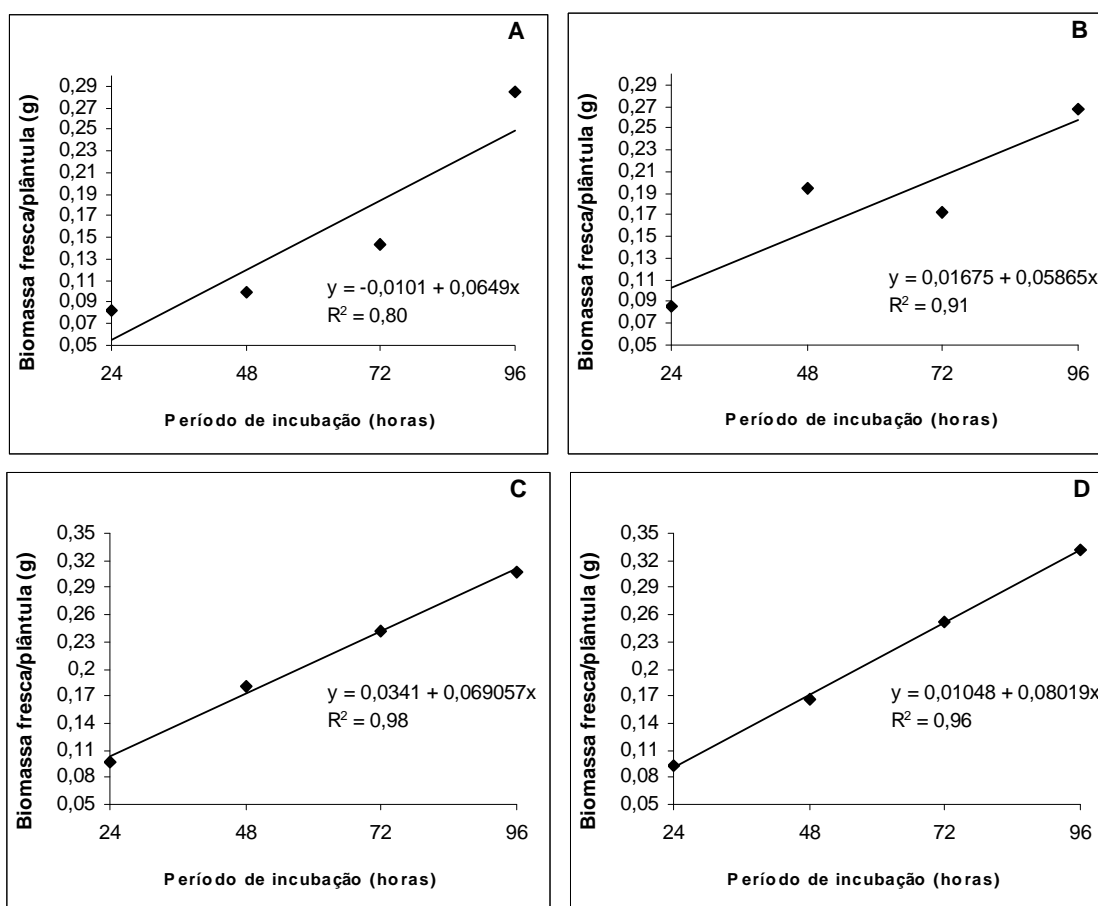 A
Biomassa fresca/plântula (g)
0,29
0,27
0,25
0,23
0,21
0,19
0,17
0,15
0,13
0,11
0,09
0,07
0,05
y = -0,0101 + 0,0649x
R² = 0,80
24 48 72 96
Período de incubação (horas)
B
Biomassa fresca/plântula (g)
0,29
0,27
0,25
0,23
0,21
0,19
0,17
0,15
0,13
0,11
0,09
0,07
0,05
y = 0,01675 + 0,05865x
R² = 0,91
24 48 72 96
Período de incubação (horas)
C
Biomassa fresca/plântula (g)
0,35
0,32
0,29
0,26
0,23
0,2
0,17
0,14
0,11
0,08
0,05
y = 0,0341 + 0,069057x
R² = 0,98
24 48 72 96
Período de incubação (horas)
D
Biomassa fresca/plântula (g)
0,35
0,32
0,29
0,26
0,23
0,2
0,17
0,14
0,11
0,08
0,05
y = 0,01048 + 0,08019x
R² = 0,96
24 48 72 96
Período de incubação (horas)